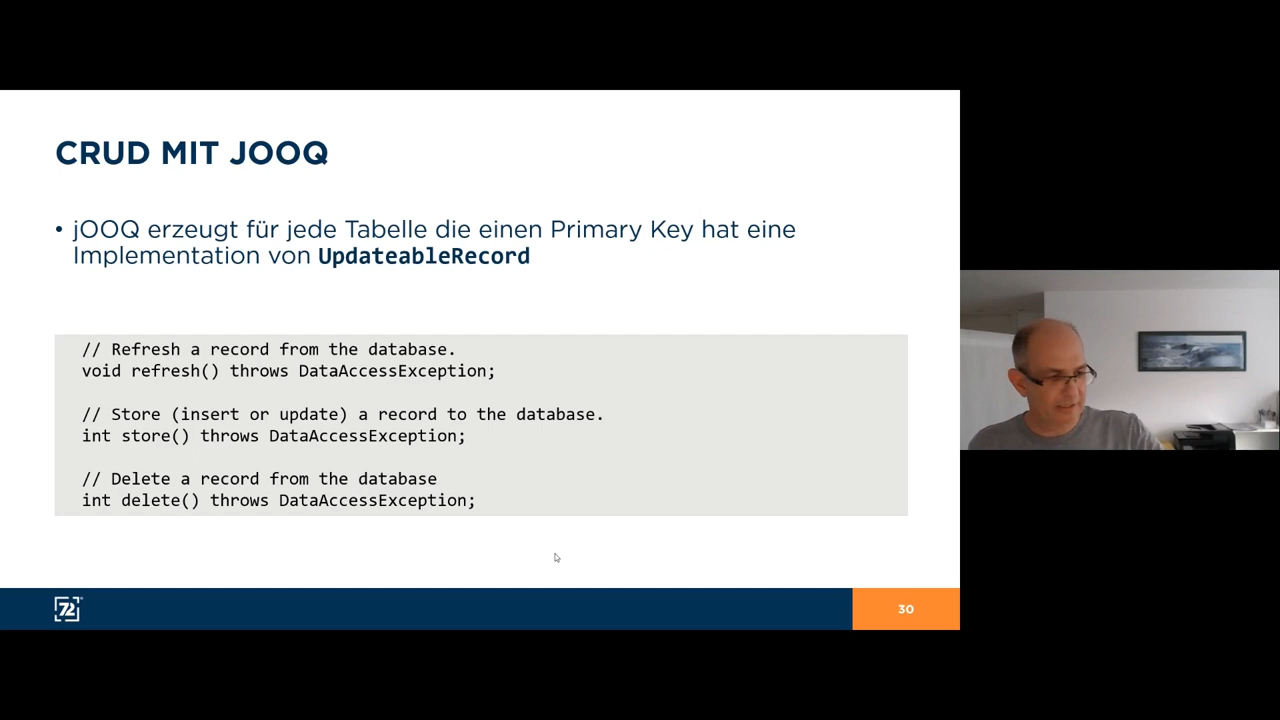 CRUD MIT JOOQ
• jOOQ erzeugt für jede Tabelle die einen Primary Key hat eine
Implementation von UpdateableRecord
// Refresh a record from the database.
void refresh() throws DataAccessException;
// Store (insert or update) a record to the database.
int store() throws DataAccessException;
// Delete a record from the database
int delete() throws DataAccessException;
72
30